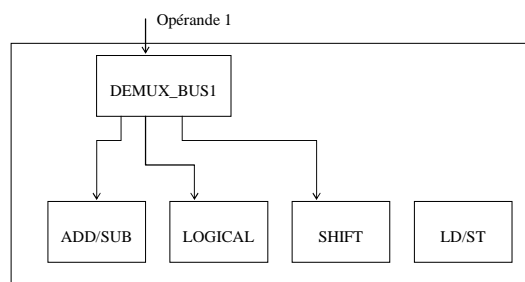 Opérande 1
DEMUX_BUS1
ADD/SUB
LOGICAL
SHIFT
LD/ST